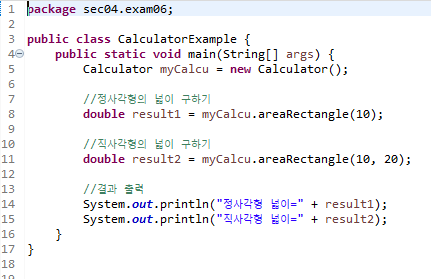 1 package sec04.exam06;
2
3 public class CalculatorExample {
4 public static void main(String[] args) {
5 Calculator myCalcu = new Calculator();
6
7 //정사각형의 넓이 구하기
8 double result1 = myCalcu.areaRectangle(10);
9
10 //직사각형의 넓이 구하기
11 double result2 = myCalcu.areaRectangle(10, 20);
12
13 //결과 출력
14 System.out.println("정사각형 넓이=" + result1);
15 System.out.println("직사각형 넓이=" + result2);
16 }
17 }
18